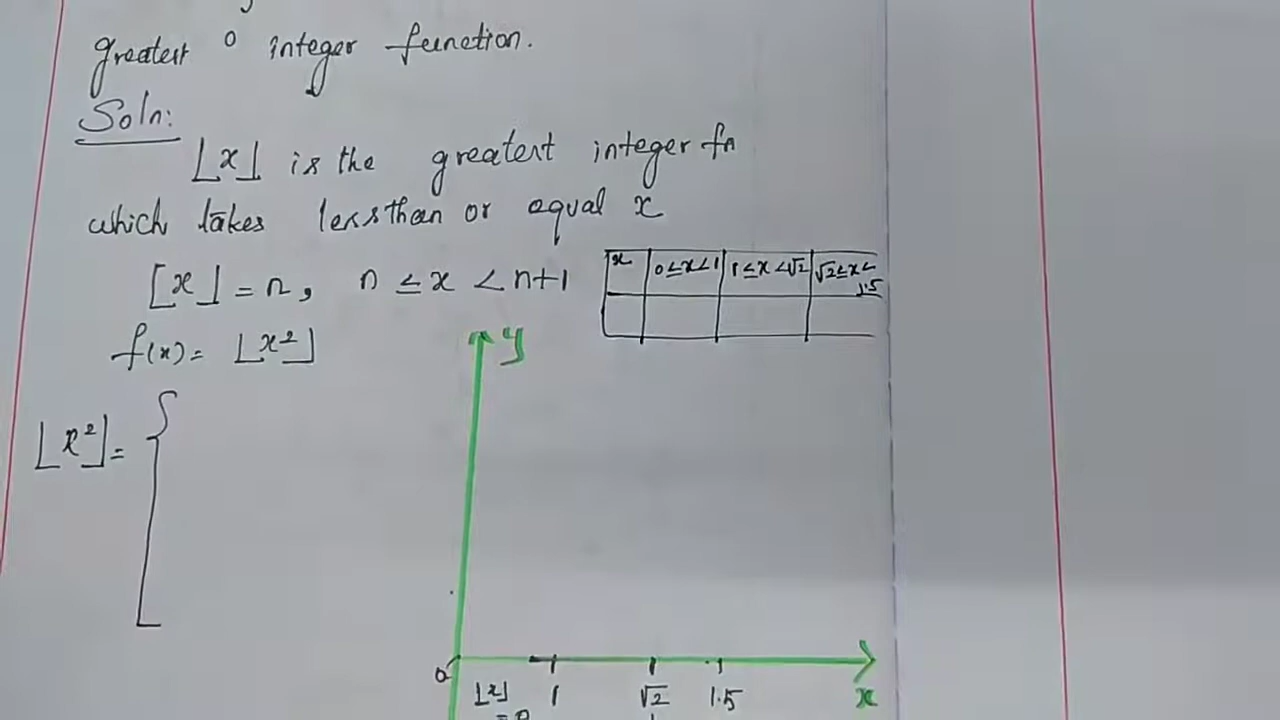 greatest integer function.
Soln:
⌊x⌋ is the greatest integer fn
which takes less than or equal x
⌈x⌋ = n, n ≤ x < n+1
x 0≤x<1 1≤x<√2 √2≤x<1.5
f(x) = ⌊x²⌋
y
⌊x²⌋ = {
0
1 √2 1.5 x
⌊x⌋
= 0